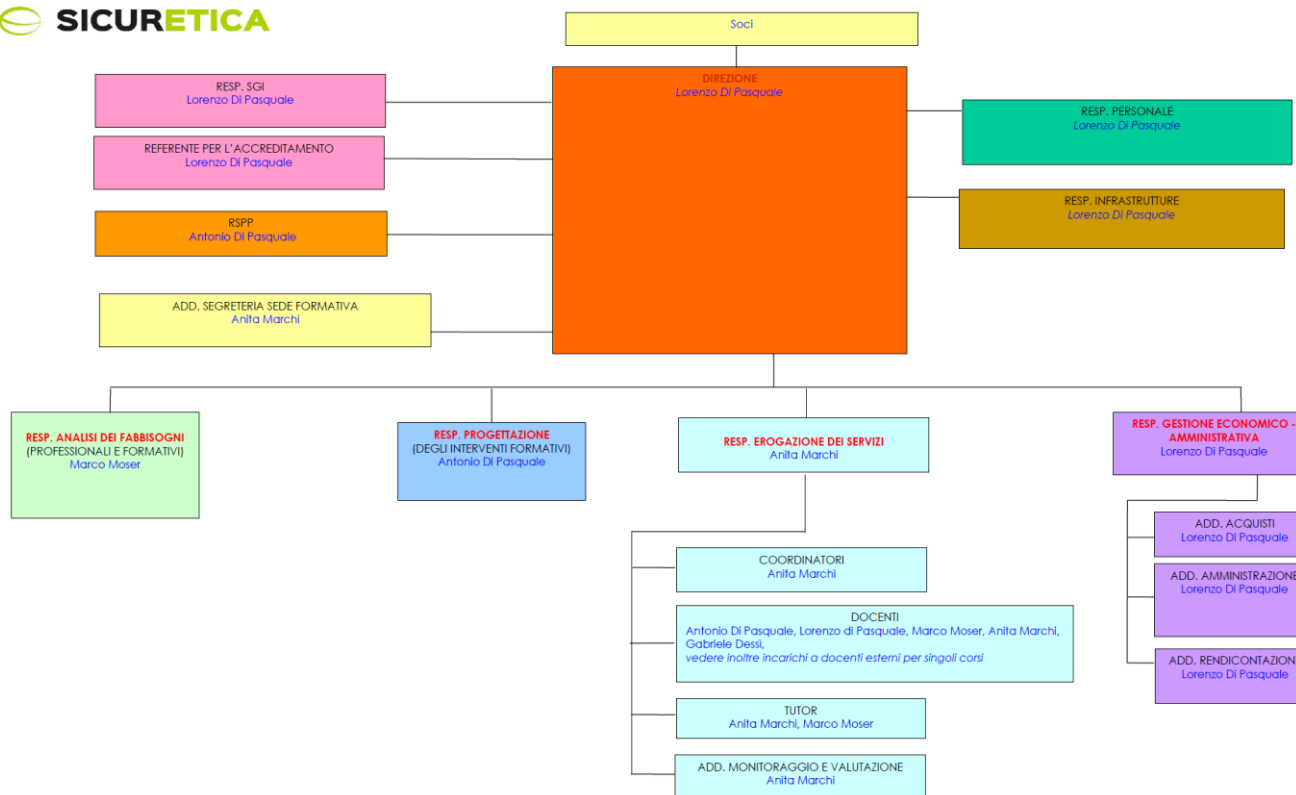 SICURETICA
Soci
DIREZIONE
Lorenzo Di Pasquale
RESP. SGI
Lorenzo Di Pasquale
REFERENTE PER L'ACCREDITAMENTO
Lorenzo Di Pasquale
RSPP
Antonio Di Pasquale
ADD. SEGRETERIA SEDE FORMATIVA
Anita Marchi
RESP. PERSONALE
Lorenzo Di Pasquale
RESP. INFRASTRUTTURE
Lorenzo Di Pasquale
RESP. ANALISI DEI FABBISOGNI
(PROFESSIONALI E FORMATIVI)
Marco Moser
RESP. PROGETTAZIONE
(DEGLI INTERVENTI FORMATIVI)
Antonio Di Pasquale
RESP. EROGAZIONE DEI SERVIZI
Anita Marchi
RESP. GESTIONE ECONOMICO -
AMMINISTRATIVA
Lorenzo Di Pasquale
COORDINATORI
Anita Marchi
DOCENTI
Antonio Di Pasquale, Lorenzo di Pasquale, Marco Moser, Anita Marchi,
Gabriele Dessì,
vedere inoltre incarichi a docenti esterni per singoli corsi
TUTOR
Anita Marchi, Marco Moser
ADD. MONITORAGGIO E VALUTAZIONE
Anita Marchi
ADD. ACQUISTI
Lorenzo Di Pasquale
ADD. AMMINISTRAZIONE
Lorenzo Di Pasquale
ADD. RENDICONTAZION
Lorenzo Di Pasquale